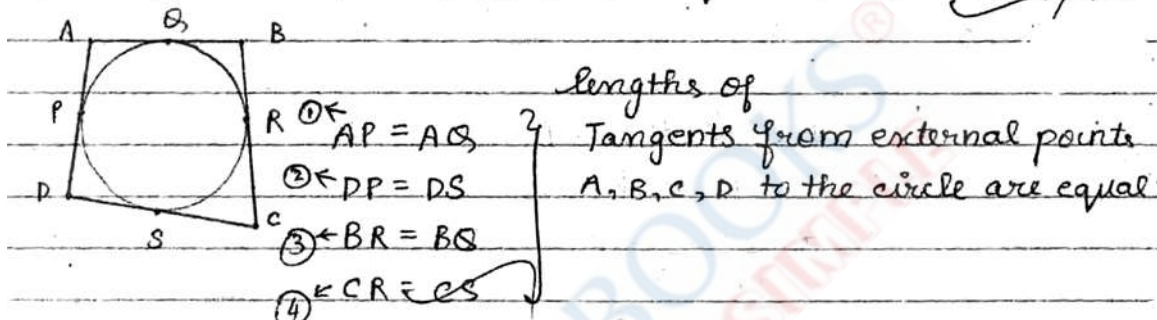 A Q B
P R
D S C
lengths of
① ← AP = AQ Tangents from external points
② ← DP = DS A, B, C, D to the circle are equal
③ ← BR = BQ
④ ← CR = CS
BOOKS®